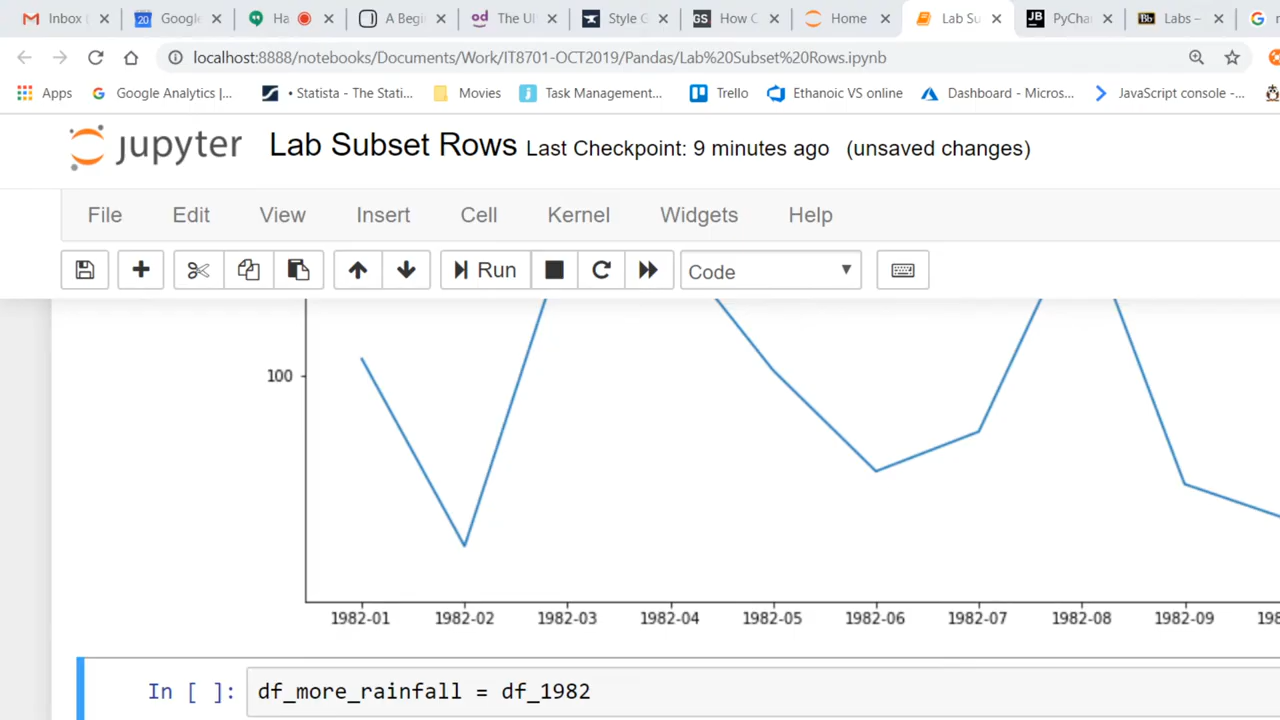 Inbox Google Ha A Begi The UI Style G How C Home Lab Su PyChar Labs –
localhost:8888/notebooks/Documents/Work/IT8701-OCT2019/Pandas/Lab%20Subset%20Rows.ipynb
Apps Google Analytics |... • Statista - The Stati... Movies Task Management... Trello Ethanoic VS online Dashboard - Micros... JavaScript console -...
jupyter Lab Subset Rows Last Checkpoint: 9 minutes ago (unsaved changes)
File Edit View Insert Cell Kernel Widgets Help
Run Code
100
1982-01 1982-02 1982-03 1982-04 1982-05 1982-06 1982-07 1982-08 1982-09 198
In [ ]: df_more_rainfall = df_1982